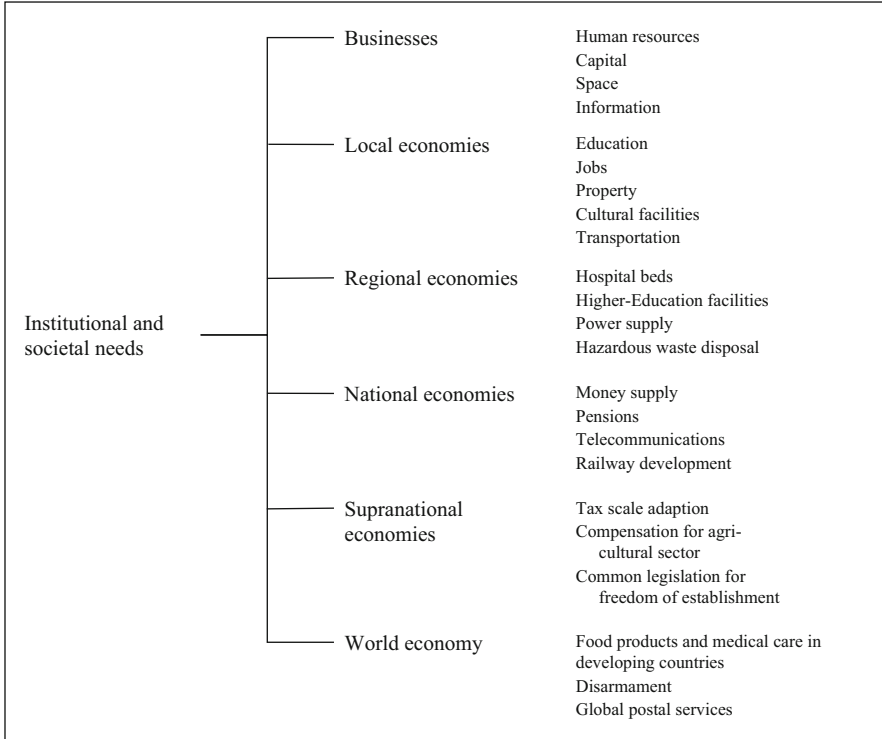 Institutional and
societal needs
Businesses
Human resources
Capital
Space
Information
Local economies
Education
Jobs
Property
Cultural facilities
Transportation
Regional economies
Hospital beds
Higher-Education facilities
Power supply
Hazardous waste disposal
National economies
Money supply
Pensions
Telecommunications
Railway development
Supranational
economies
Tax scale adaption
Compensation for agri-
cultural sector
Common legislation for
freedom of establishment
World economy
Food products and medical care in
developing countries
Disarmament
Global postal services